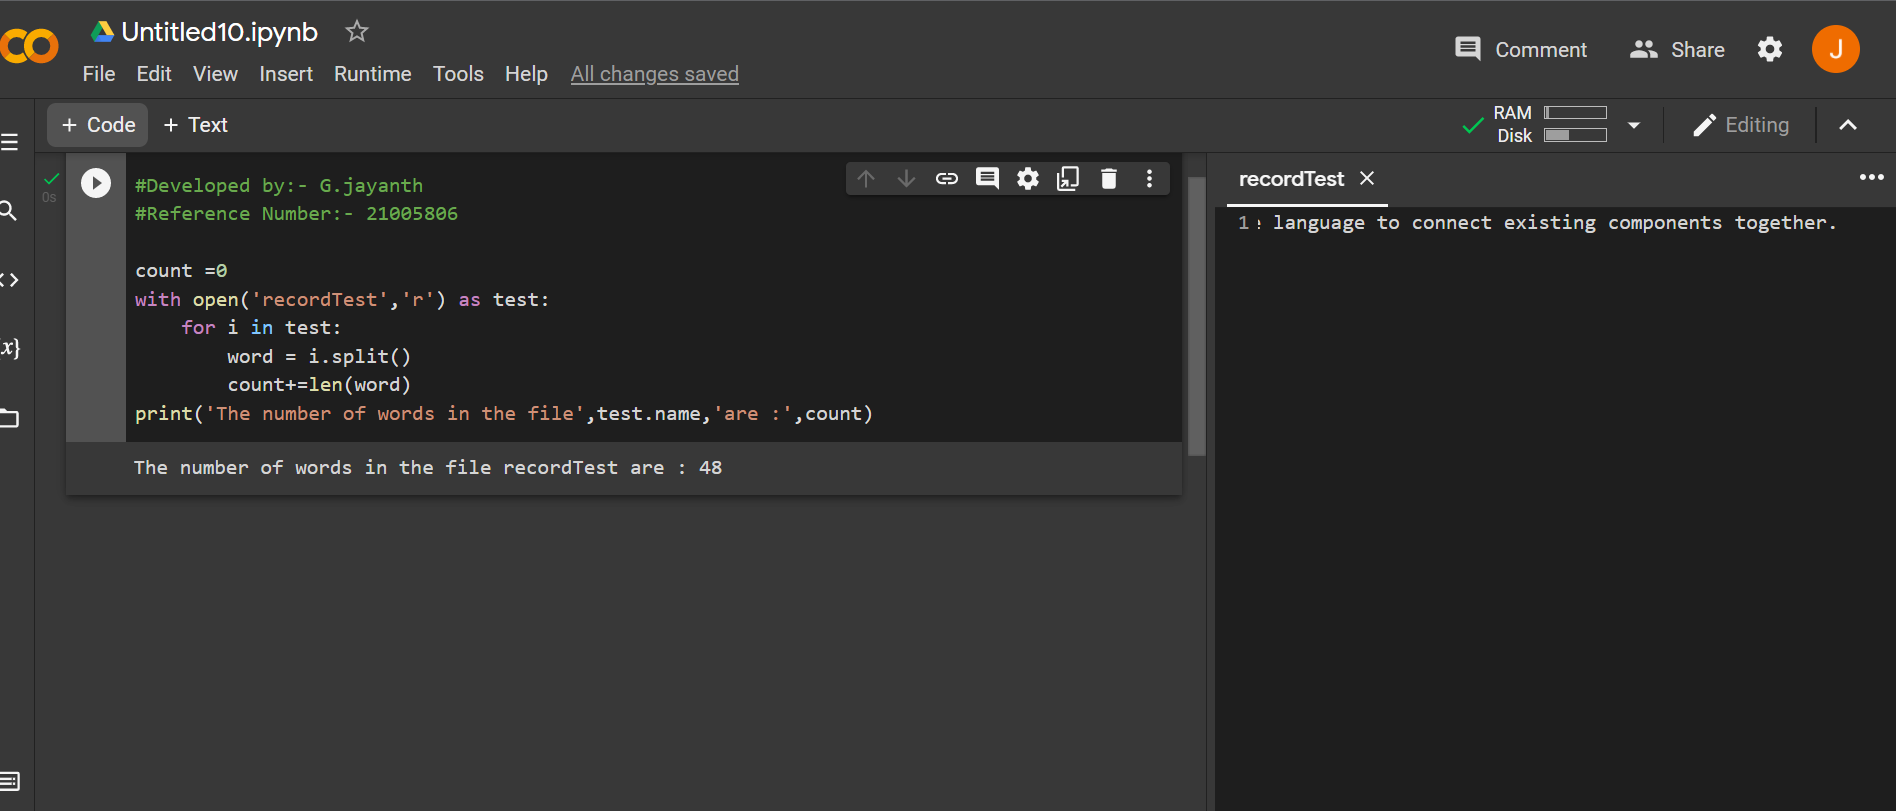 Untitled10.ipynb
File Edit View Insert Runtime Tools Help All changes saved
Comment Share J
+ Code + Text
RAM
Disk
Editing
0s
#Developed by:- G.jayanth
#Reference Number:- 21005806
count =0
with open('recordTest','r') as test:
    for i in test:
        word = i.split()
        count+=len(word)
print('The number of words in the file',test.name,'are :',count)
The number of words in the file recordTest are : 48
recordTest
1 language to connect existing components together.